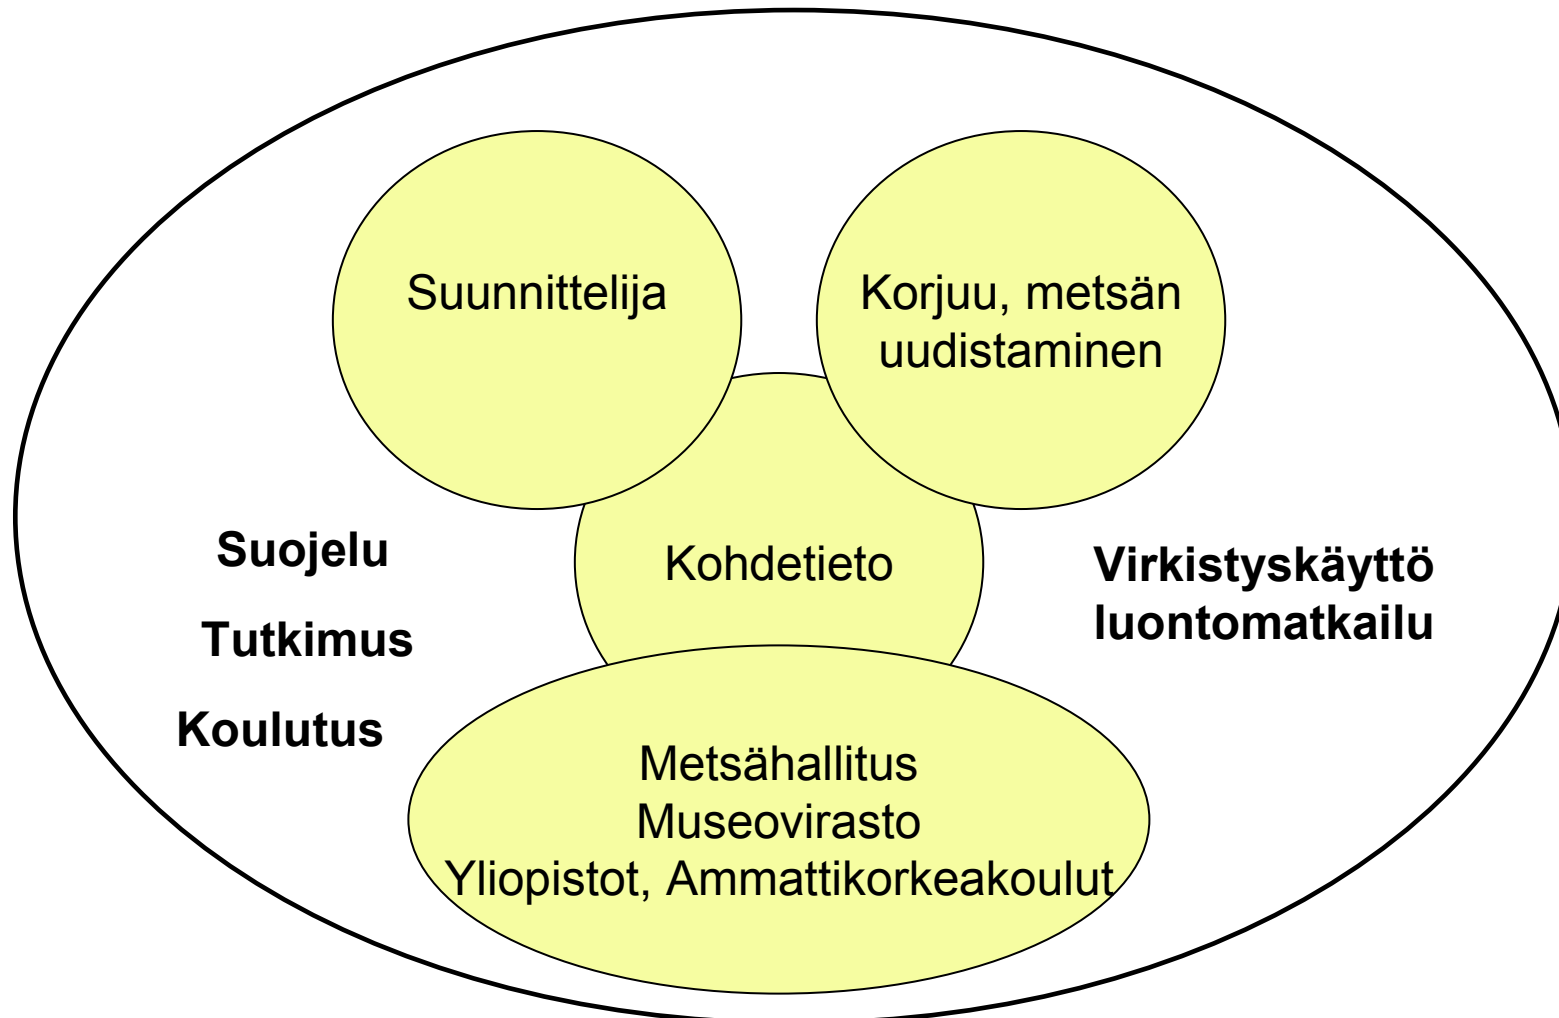 Suunnittelija
Korjuu, metsän
uudistaminen
Kohdetieto
Suojelu
Tutkimus
Koulutus
Virkistyskäyttö
luontomatkailu
Metsähallitus
Museovirasto
Yliopistot, Ammattikorkeakoulut